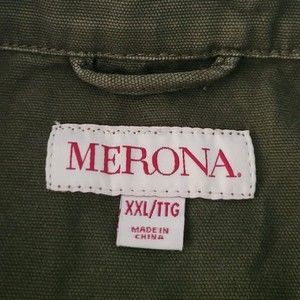 MERONA.
XXL/TTG
MADE IN
CHINA